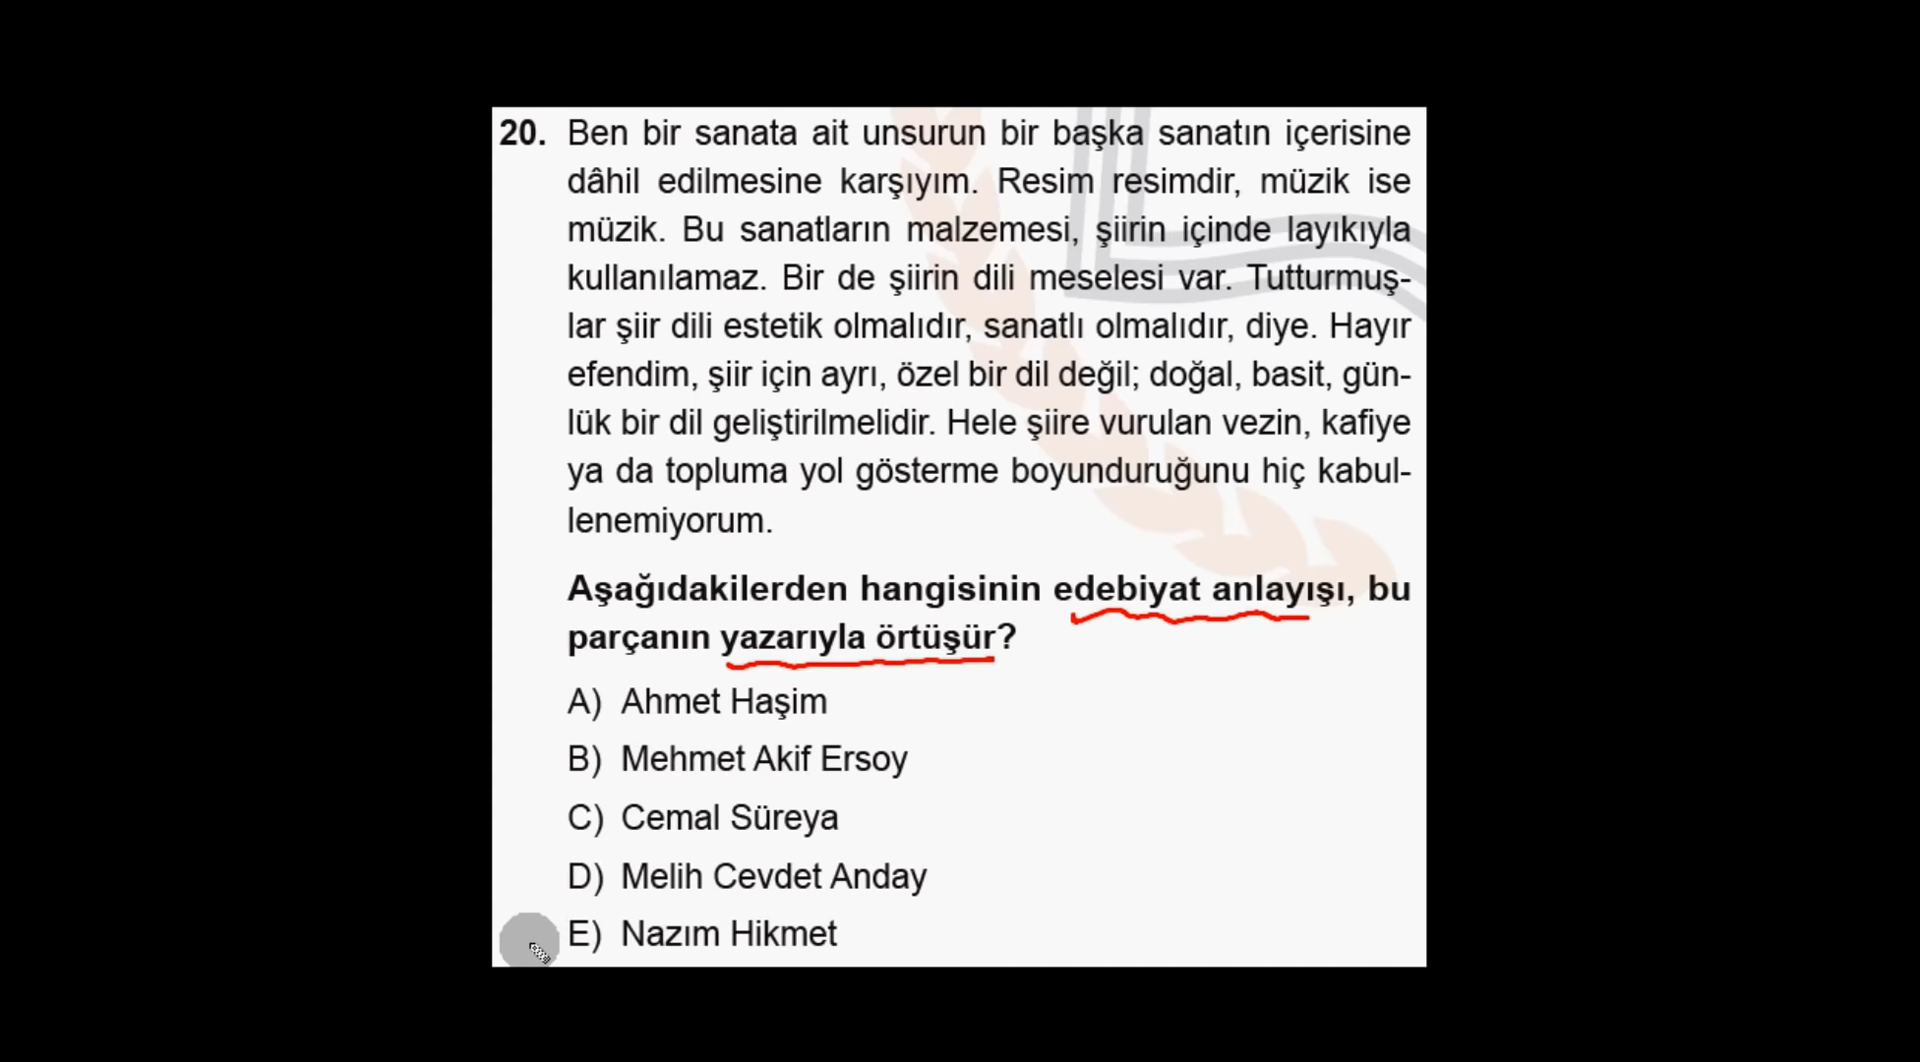 20. Ben bir sanata ait unsurun bir başka sanatın içerisine
dâhil edilmesine karşıyım. Resim resimdir, müzik ise
müzik. Bu sanatların malzemesi, şiirin içinde layıkıyla
kullanılamaz. Bir de şiirin dili meselesi var. Tutturmuş-
lar şiir dili estetik olmalıdır, sanatlı olmalıdır, diye. Hayır
efendim, şiir için ayrı, özel bir dil değil; doğal, basit, gün-
lük bir dil geliştirilmelidir. Hele şiire vurulan vezin, kafiye
ya da topluma yol gösterme boyunduruğunu hiç kabul-
lenemiyorum.
Aşağıdakilerden hangisinin edebiyat anlayışı, bu
parçanın yazarıyla örtüşür?
A) Ahmet Haşim
B) Mehmet Akif Ersoy
C) Cemal Süreya
D) Melih Cevdet Anday
E) Nazım Hikmet